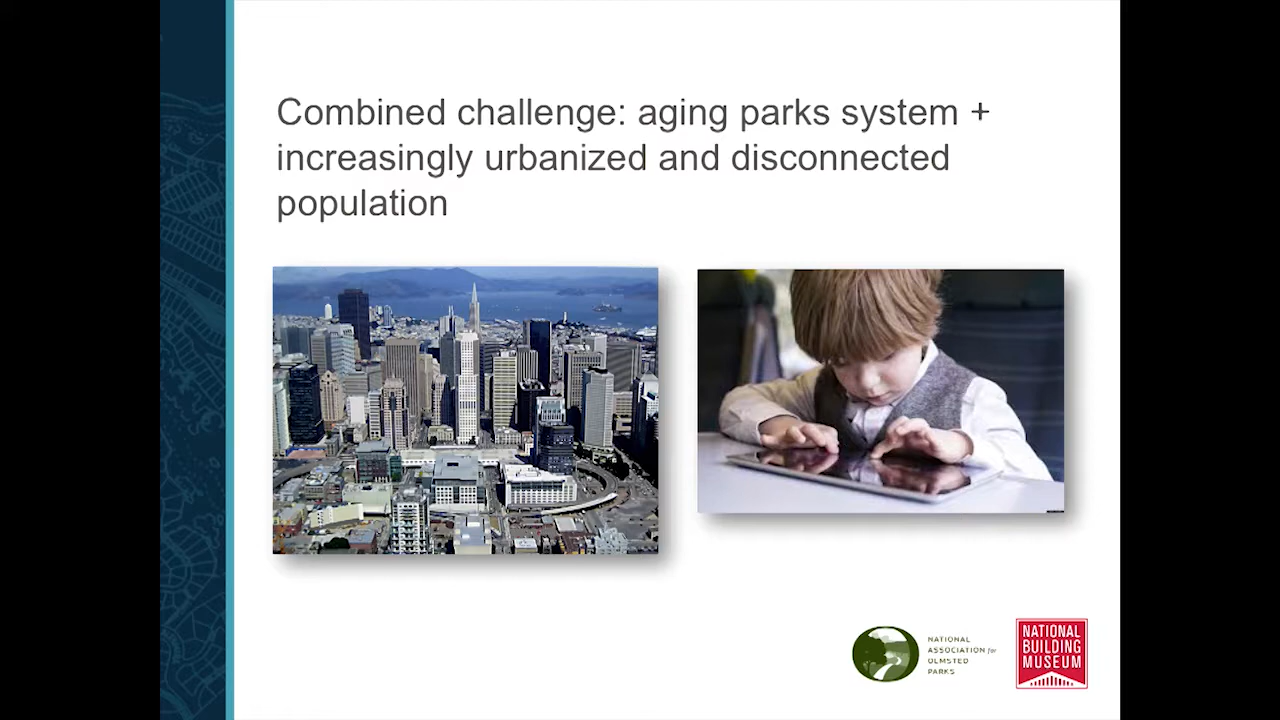 Combined challenge: aging parks system +
increasingly urbanized and disconnected
population
NATIONAL
ASSOCIATION for
OLMSTED
PARKS
NATIONAL
BUILDING
MUSEUM